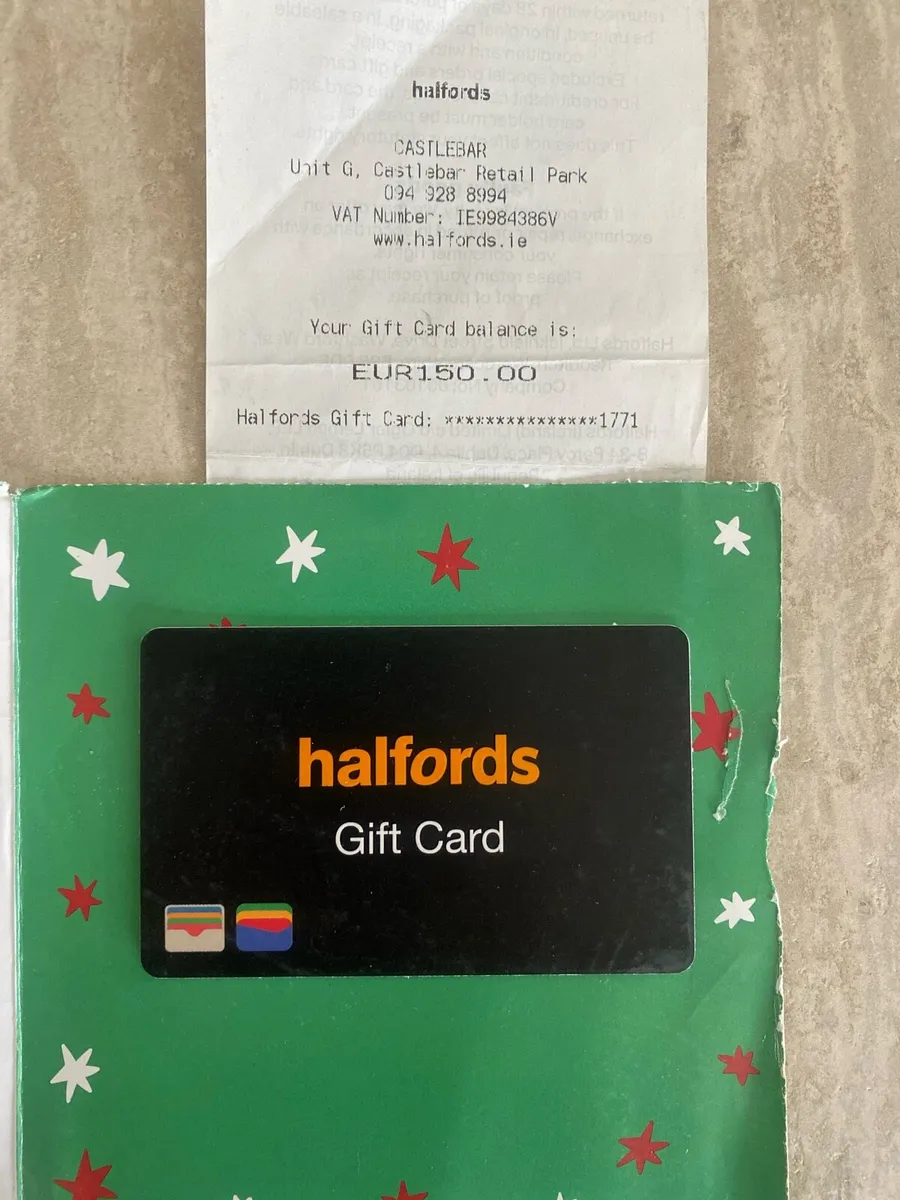 halfords
CASTLEBAR
Unit G, Castlebar Retail Park
094 928 8994
VAT Number: IE9984386V
www.halfords.ie
Your Gift Card balance is:
EUR150.00
Halfords Gift Card: ***************1771
halfords
Gift Card